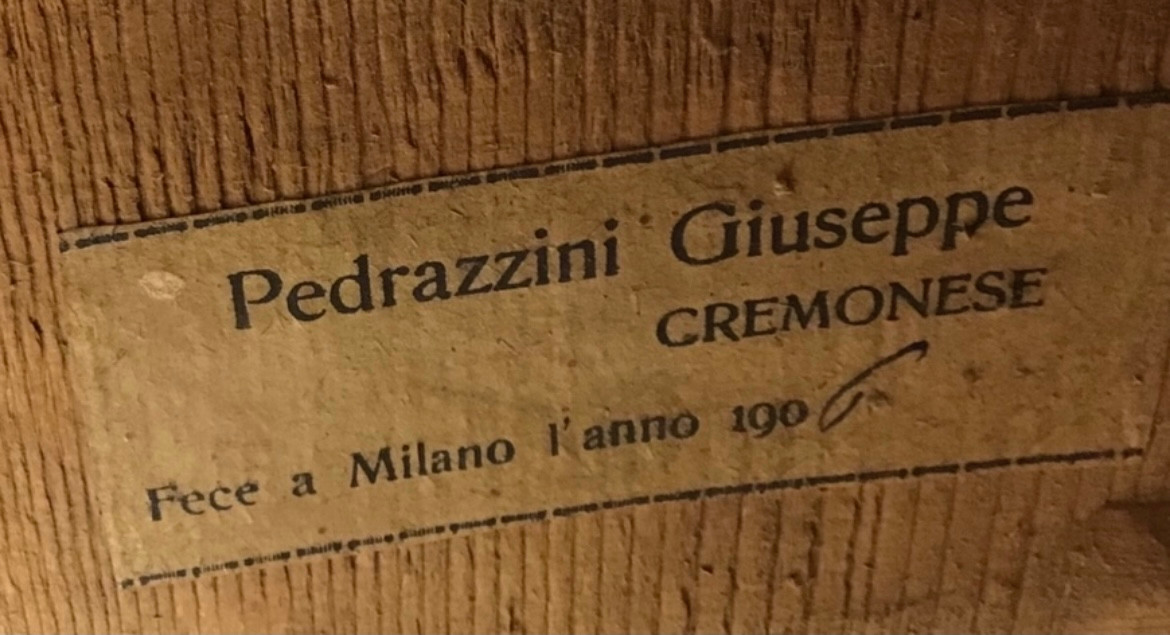 Pedrazzini Giuseppe
CREMONESE
Fece a Milano l'anno 1906